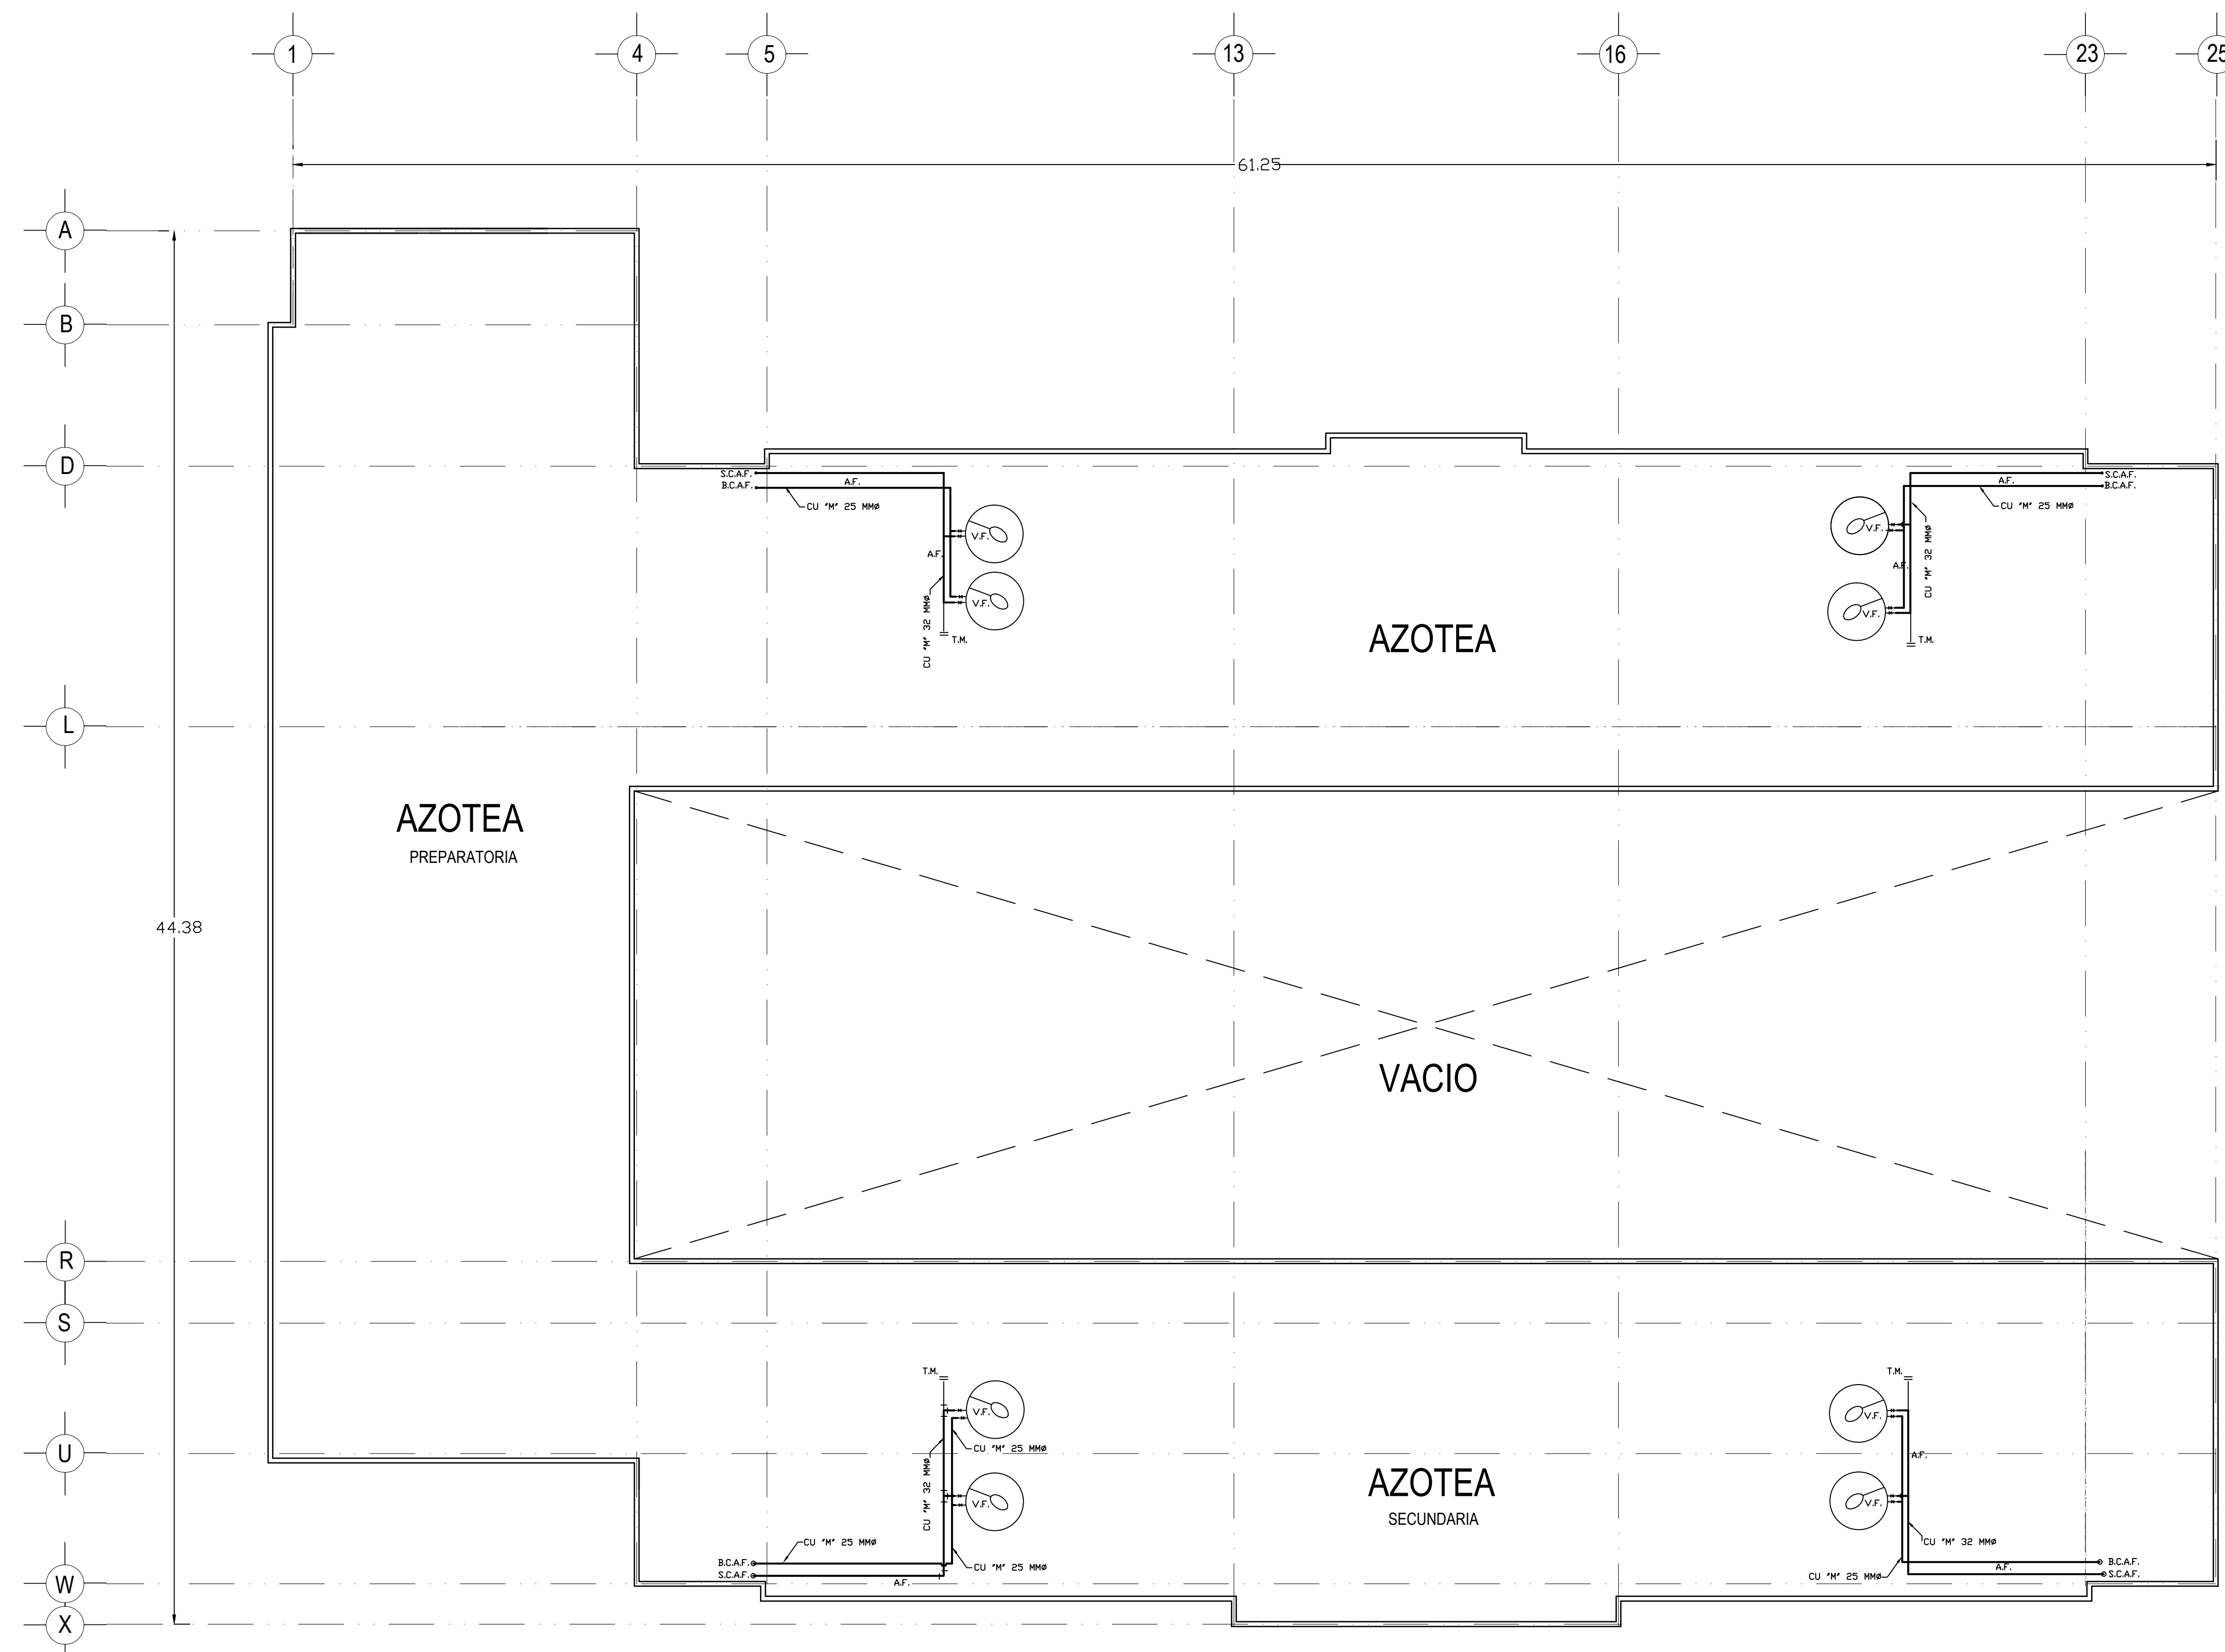 1 4 5 13 16 23 25
61.25
A
B
D
S.C.A.F.
B.C.A.F.
A.F.
CU "M" 25 MMØ
V.F.
A.F.
V.F.
CU "M" 32 MMØ
T.M.
S.C.A.F.
B.C.A.F.
A.F.
CU "M" 25 MMØ
V.F.
CU "M" 32 MMØ
A.F.
V.F.
T.M.
AZOTEA
L
AZOTEA
PREPARATORIA
44.38
VACIO
R
S
T.M.
V.F.
CU "M" 25 MMØ
CU "M" 32 MMØ
V.F.
CU "M" 25 MMØ
B.C.A.F.
S.C.A.F.
CU "M" 25 MMØ
A.F.
U
AZOTEA
SECUNDARIA
T.M.
V.F.
A.F.
V.F.
CU "M" 32 MMØ
B.C.A.F.
A.F.
S.C.A.F.
CU "M" 25 MMØ
W
X